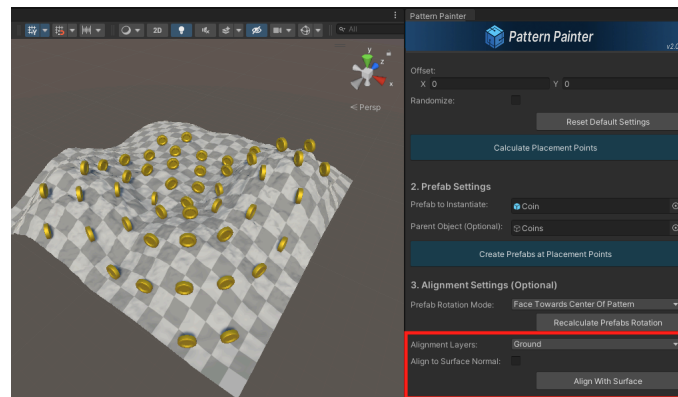 Pattern Painter
2D
All
Pattern Painter
v2.0
y
z
x
Persp
Offset:
X 0
Y 0
Randomize:
Reset Default Settings
Calculate Placement Points
2. Prefab Settings
Prefab to Instantiate:
Coin
Parent Object (Optional):
Coins
Create Prefabs at Placement Points
3. Alignment Settings (Optional)
Prefab Rotation Mode:
Face Towards Center Of Pattern
Recalculate Prefabs Rotation
Alignment Layers:
Ground
Align to Surface Normal:
Align With Surface